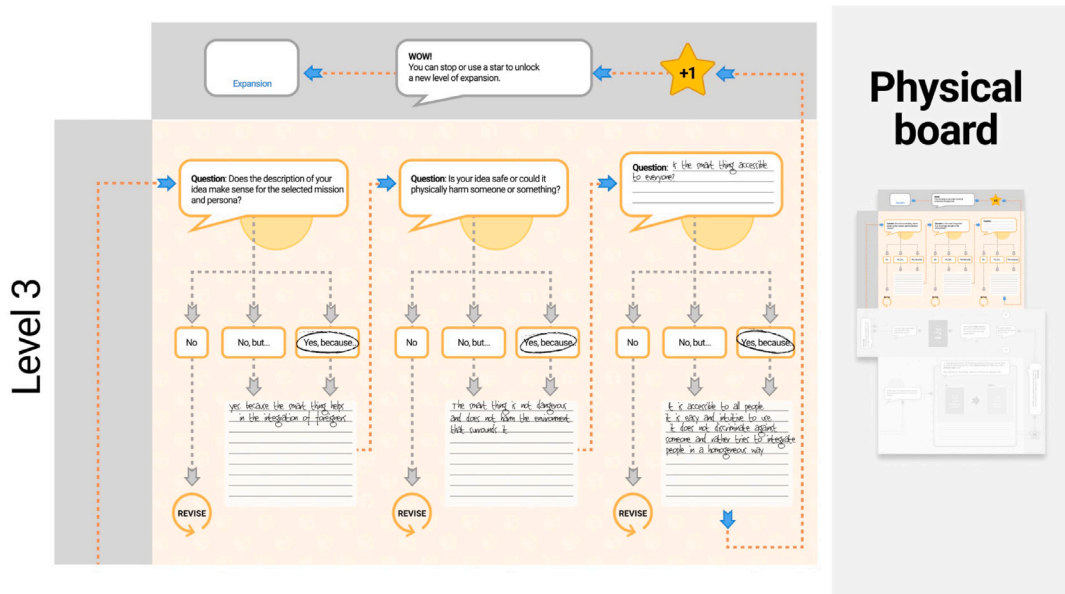 WOW!
You can stop or use a star to unlock
a new level of expansion.
+1
Expansion
Physical
board
Level 3
Question: Does the description of your
idea make sense for the selected mission
and persona?
Question: Is your idea safe or could it
physically harm someone or something?
Question: Is the smart thing accessible
to everyone?
No
No, but...
Yes, because...
No
No, but...
Yes, because...
No
No, but...
Yes, because...
yes because the smart thing helps
in the integration of foreigners
The smart thing is not dangerous
and does not harm the environment
that surrounds it
it is accessible to all people
it is easy and intuitive to use
it does not discriminate against
someone and rather tries to integrate
people in a homogeneous way
REVISE
REVISE
REVISE